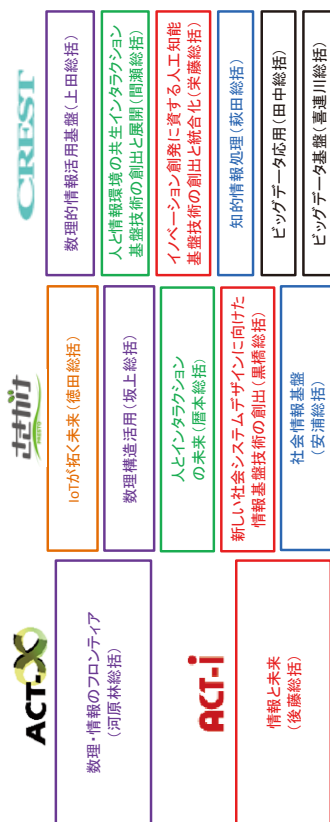 CREST
数理的情報活用基盤(上田総括)
人と情報環境の共生インタラクション
基盤技術の創出と展開(間瀬総括)
イノベーション創発に資する人工知能
基盤技術の創出と統合化(栄藤総括)
知的情報処理(萩田総括)
ビッグデータ応用(田中総括)
ビッグデータ基盤(喜連川総括)
さきがけ
PRESTO
IoTが拓く未来(徳田総括)
数理構造活用(坂上総括)
人とインタラクション
の未来(暦本総括)
新しい社会システムデザインに向けた
情報基盤技術の創出(黒橋総括)
社会情報基盤
(安浦総括)
ACT-X
数理・情報のフロンティア
(河原林総括)
ACT-i
情報と未来
(後藤総括)